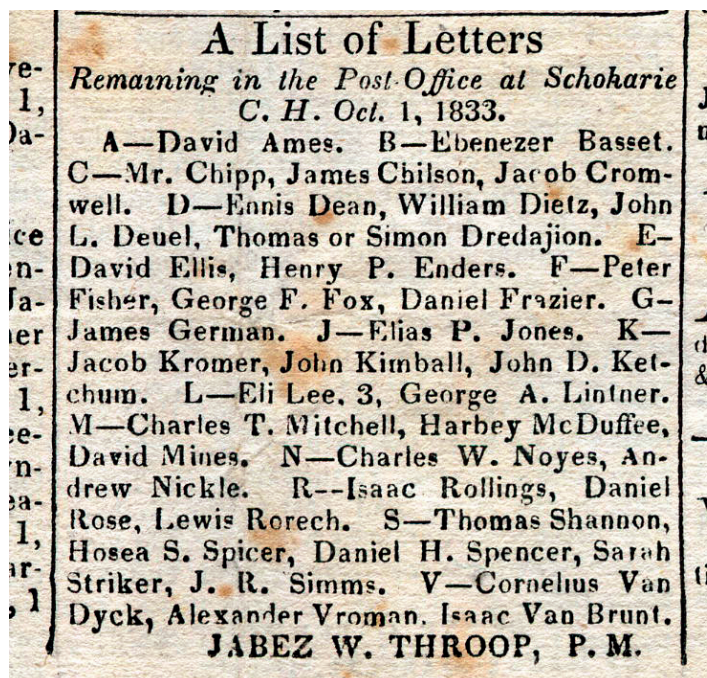 A List of Letters
Remaining in the Post-Office at Schokarie
C. H. Oct. 1, 1833.
A—David Ames. B—Ebenezer Basset.
C—Mr. Chipp, James Chilson, Jacob Crom-
well. D—Ennis Dean, William Dietz, John
L. Deuel, Thomas or Simon Dredajion. E-
David Ellis, Henry P. Enders. F—Peter
Fisher, George F. Fox, Daniel Frazier. G-
James German. J—Elias P. Jones. K—
Jacob Kromer, John Kimball, John D. Ket-
chum. L—Eli Lee, 3, George A. Lintner.
M—Charles T. Mitchell, Harbey McDuffee,
David Mines. N—Charles W. Noyes, An-
drew Nickle. R--Isaac Rollings, Daniel
Rose, Lewis Rorech. S—Thomas Shannon,
Hosea S. Spicer, Daniel H. Spencer, Sarah
Striker, J. R. Simms. V—Cornelius Van
Dyck, Alexander Vroman, Isaac Van Brunt.
JABEZ W. THROOP, P. M.